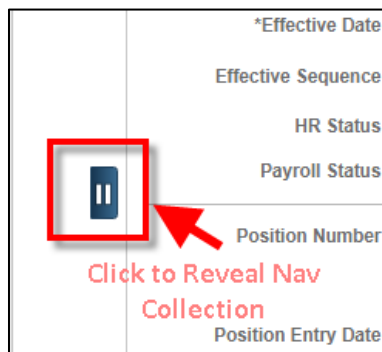 *Effective Date
Effective Sequence
HR Status
Payroll Status
Position Number
Click to Reveal Nav
Collection
Position Entry Date